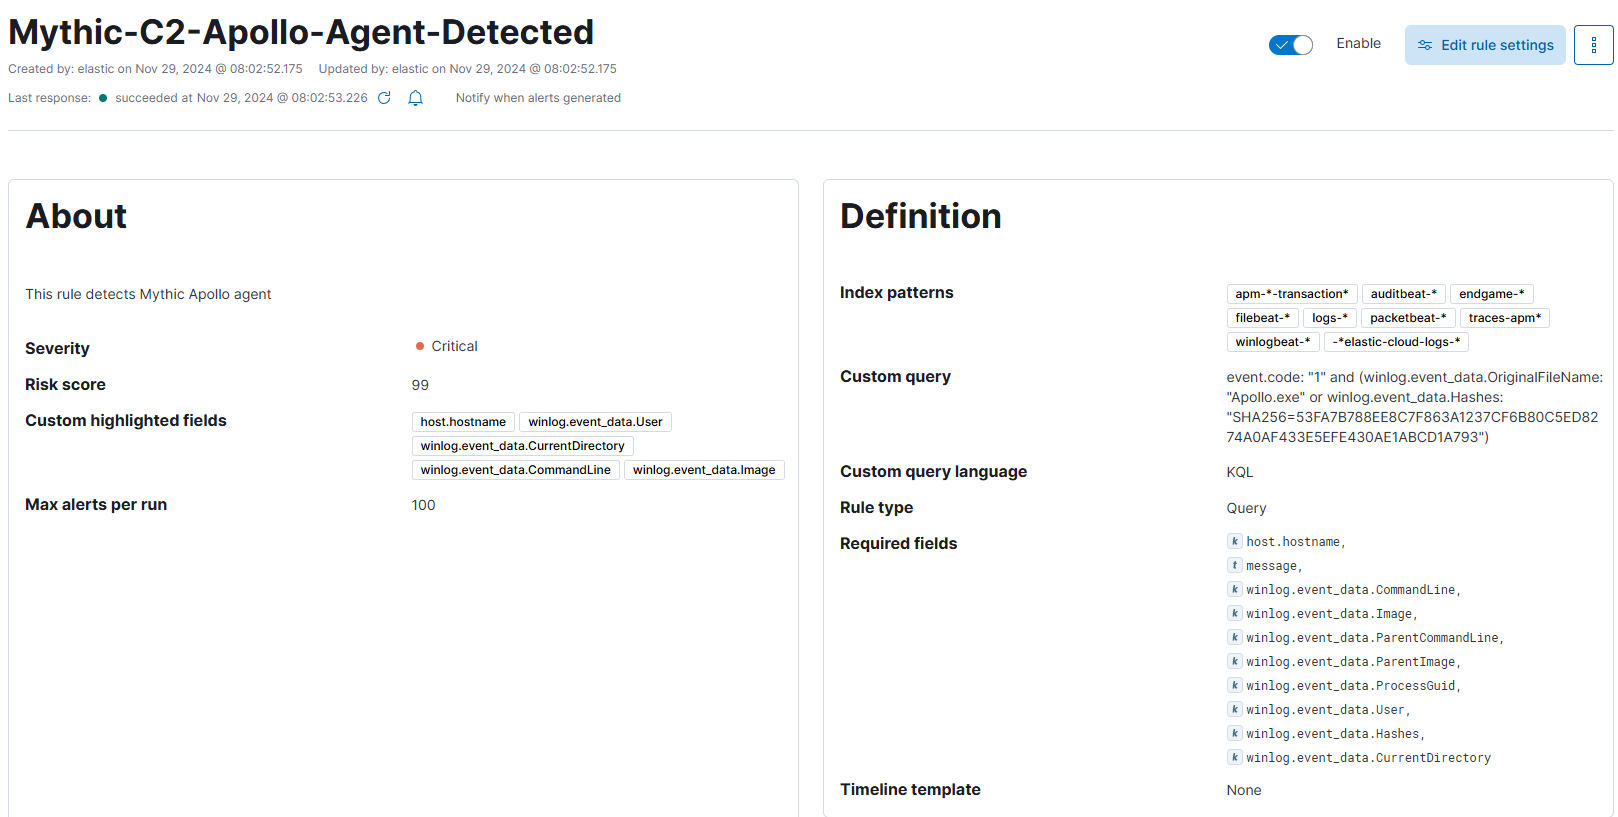 Mythic-C2-Apollo-Agent-Detected
Enable
Edit rule settings
Created by: elastic on Nov 29, 2024 @ 08:02:52.175 Updated by: elastic on Nov 29, 2024 @ 08:02:52.175
Last response: succeeded at Nov 29, 2024 @ 08:02:53.226 Notify when alerts generated
About
This rule detects Mythic Apollo agent
Severity Critical
Risk score 99
Custom highlighted fields host.hostname winlog.event_data.User
winlog.event_data.CurrentDirectory
winlog.event_data.CommandLine winlog.event_data.Image
Max alerts per run 100
Definition
Index patterns apm-*-transaction* auditbeat-* endgame-*
filebeat-* logs-* packetbeat-* traces-apm*
winlogbeat-* -*elastic-cloud-logs-*
Custom query event.code: "1" and (winlog.event_data.OriginalFileName:
"Apollo.exe" or winlog.event_data.Hashes:
"SHA256=53FA7B788EE8C7F863A1237CF6B80C5ED82
74A0AF433E5EFE430AE1ABCD1A793")
Custom query language KQL
Rule type Query
Required fields k host.hostname,
t message,
k winlog.event_data.CommandLine,
k winlog.event_data.Image,
k winlog.event_data.ParentCommandLine,
k winlog.event_data.ParentImage,
k winlog.event_data.ProcessGuid,
k winlog.event_data.User,
k winlog.event_data.Hashes,
k winlog.event_data.CurrentDirectory
Timeline template None